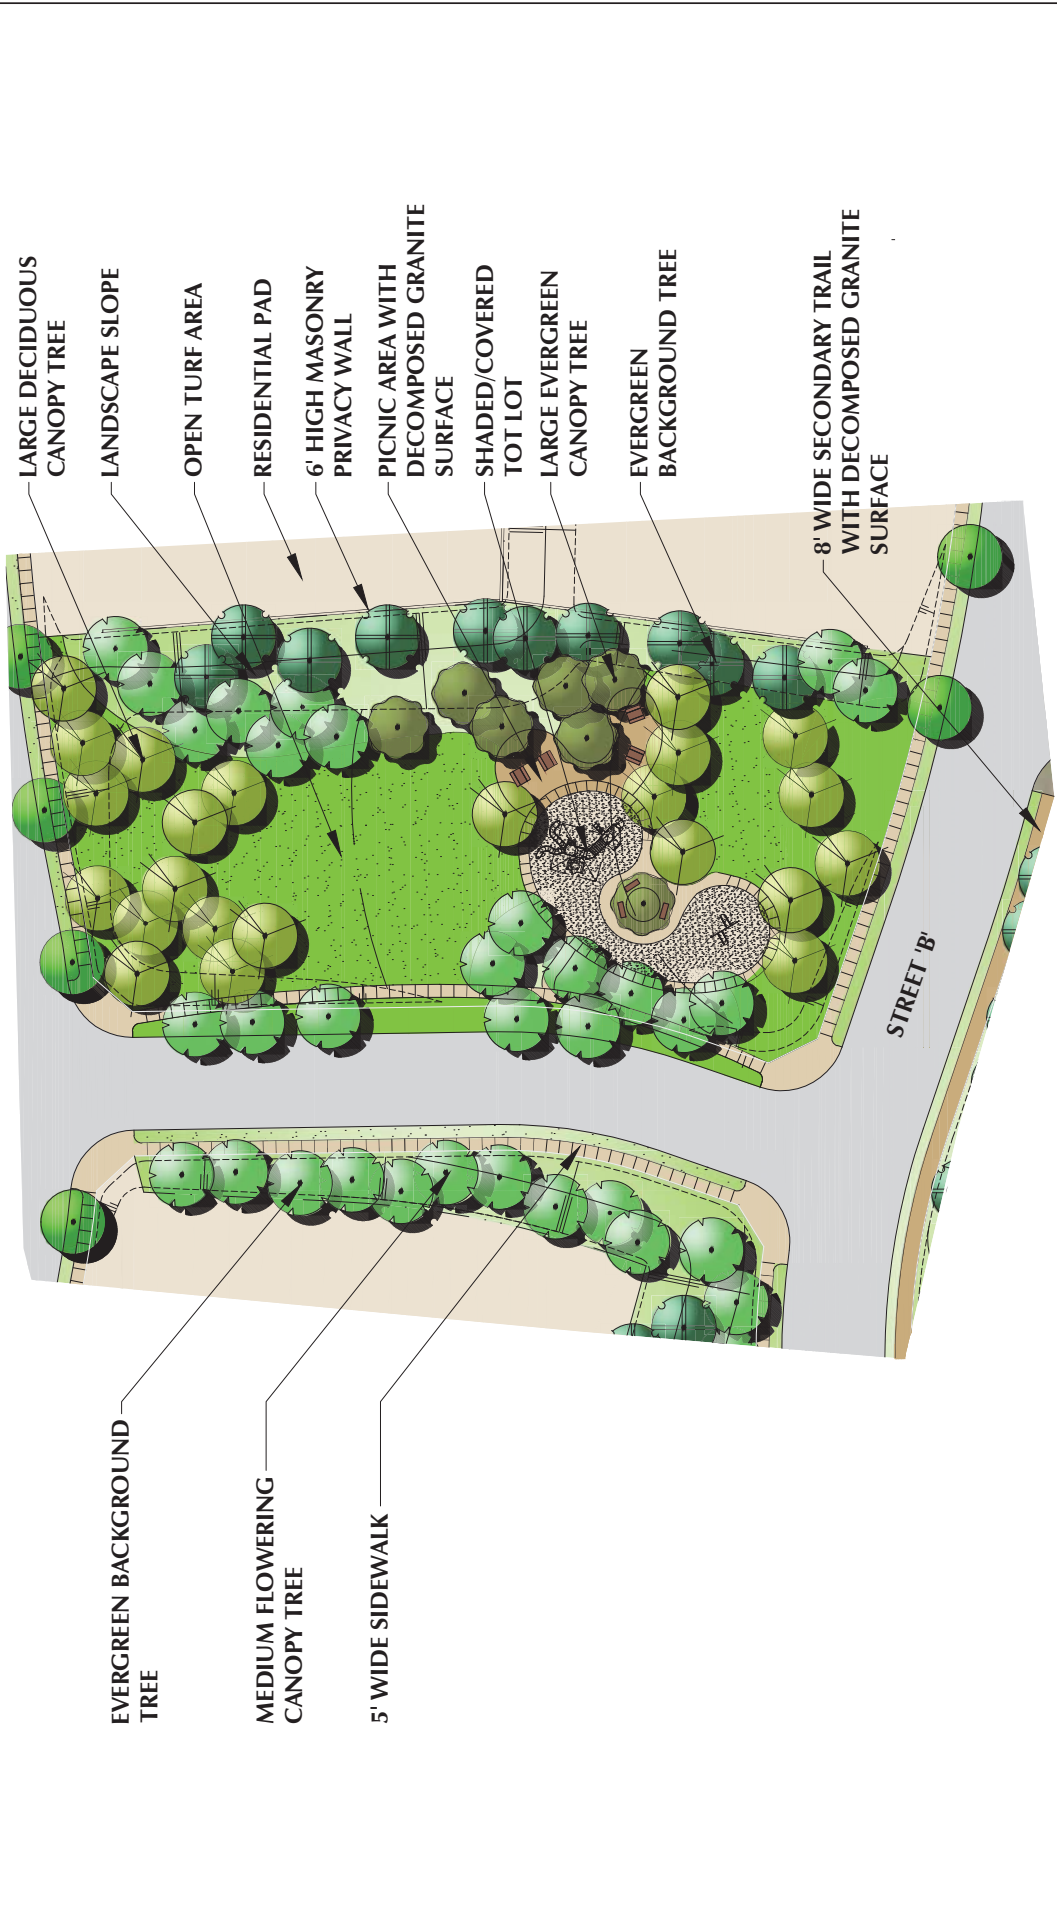 LARGE DECIDUOUS
CANOPY TREE
LANDSCAPE SLOPE
OPEN TURF AREA
RESIDENTIAL PAD
6' HIGH MASONRY
PRIVACY WALL
PICNIC AREA WITH
DECOMPOSED GRANITE
SURFACE
SHADED/COVERED
TOT LOT
LARGE EVERGREEN
CANOPY TREE
EVERGREEN
BACKGROUND TREE
8' WIDE SECONDARY TRAIL
WITH DECOMPOSED GRANITE
SURFACE
STREET 'B'
EVERGREEN BACKGROUND
TREE
MEDIUM FLOWERING
CANOPY TREE
5' WIDE SIDEWALK